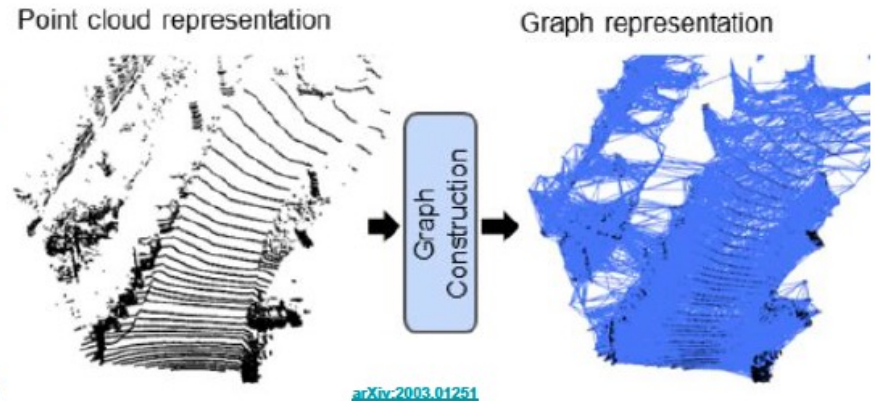 Point cloud representation
Graph representation
Graph
Construction
arXiv:2003.01251